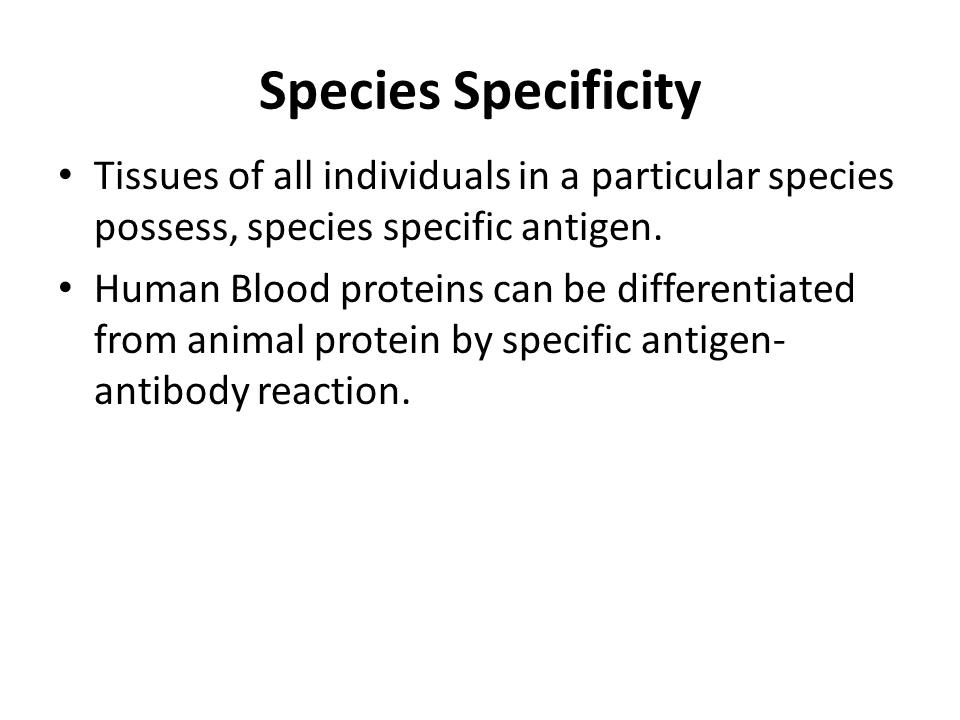 Species Specificity
• Tissues of all individuals in a particular species
possess, species specific antigen.
• Human Blood proteins can be differentiated
from animal protein by specific antigen-
antibody reaction.